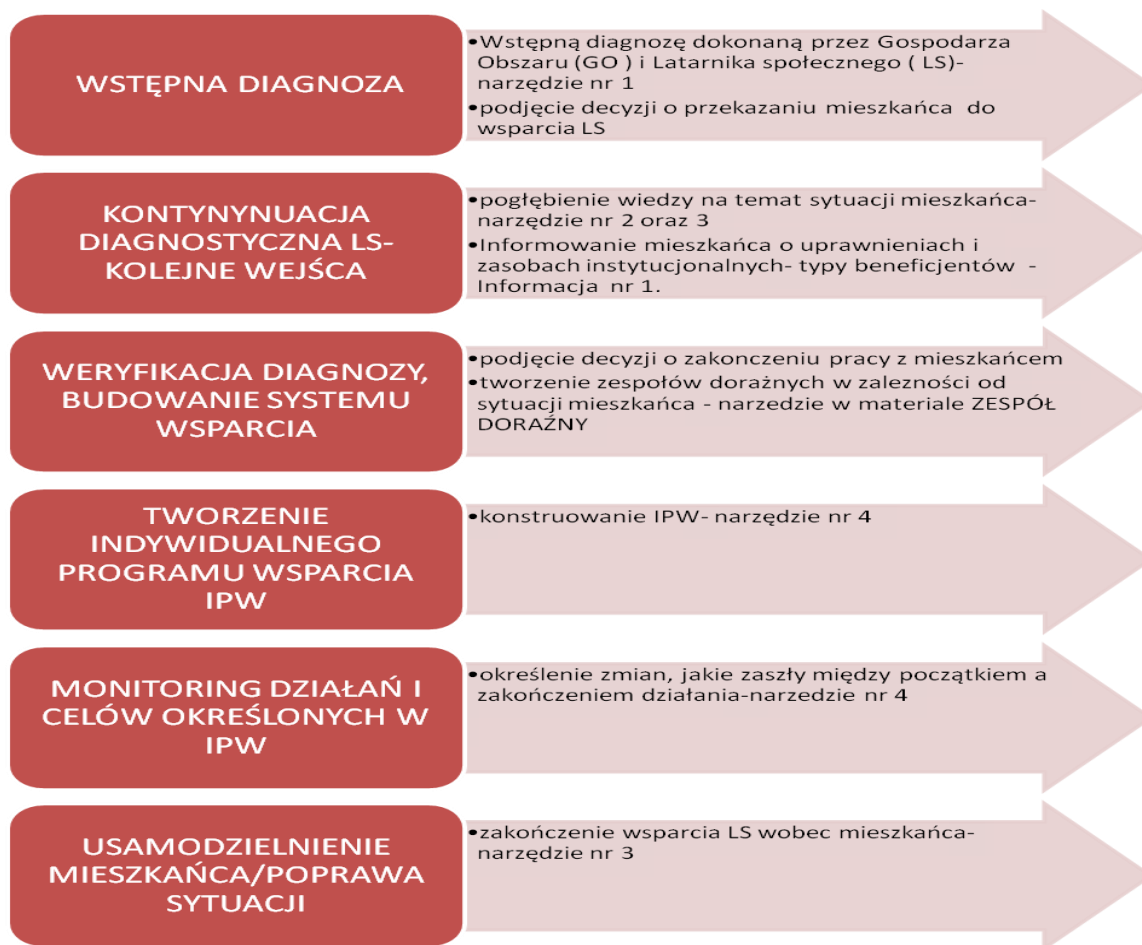 WSTĘPNA DIAGNOZA
•Wstępną diagnozę dokonaną przez Gospodarza
Obszaru (GO ) i Latarnika społecznego ( LS)-
narzędzie nr 1
•podjęcie decyzji o przekazaniu mieszkańca do
wsparcia LS
KONTYNYNUACJA
DIAGNOSTYCZNA LS-
KOLEJNE WEJŚCA
•pogłębienie wiedzy na temat sytuacji mieszkańca-
narzędzie nr 2 oraz 3
•Informowanie mieszkańca o uprawnieniach i
zasobach instytucjonalnych- typy beneficjentów -
Informacja nr 1.
WERYFIKACJA DIAGNOZY,
BUDOWANIE SYSTEMU
WSPARCIA
•podjęcie decyzji o zakonczeniu pracy z mieszkańcem
•tworzenie zespołów dorażnych w zalezności od
sytuacji mieszkańca - narzedzie w materiale ZESPÓŁ
DORAŹNY
TWORZENIE
INDYWIDUALNEGO
PROGRAMU WSPARCIA
IPW
•konstruowanie IPW- narzędzie nr 4
MONITORING DZIAŁAŃ I
CELÓW OKREŚLONYCH W
IPW
•określenie zmian, jakie zaszły między początkiem a
zakończeniem działania-narzedzie nr 4
USAMODZIELNIENIE
MIESZKAŃCA/POPRAWA
SYTUACJI
•zakończenie wsparcia LS wobec mieszkańca-
narzędzie nr 3